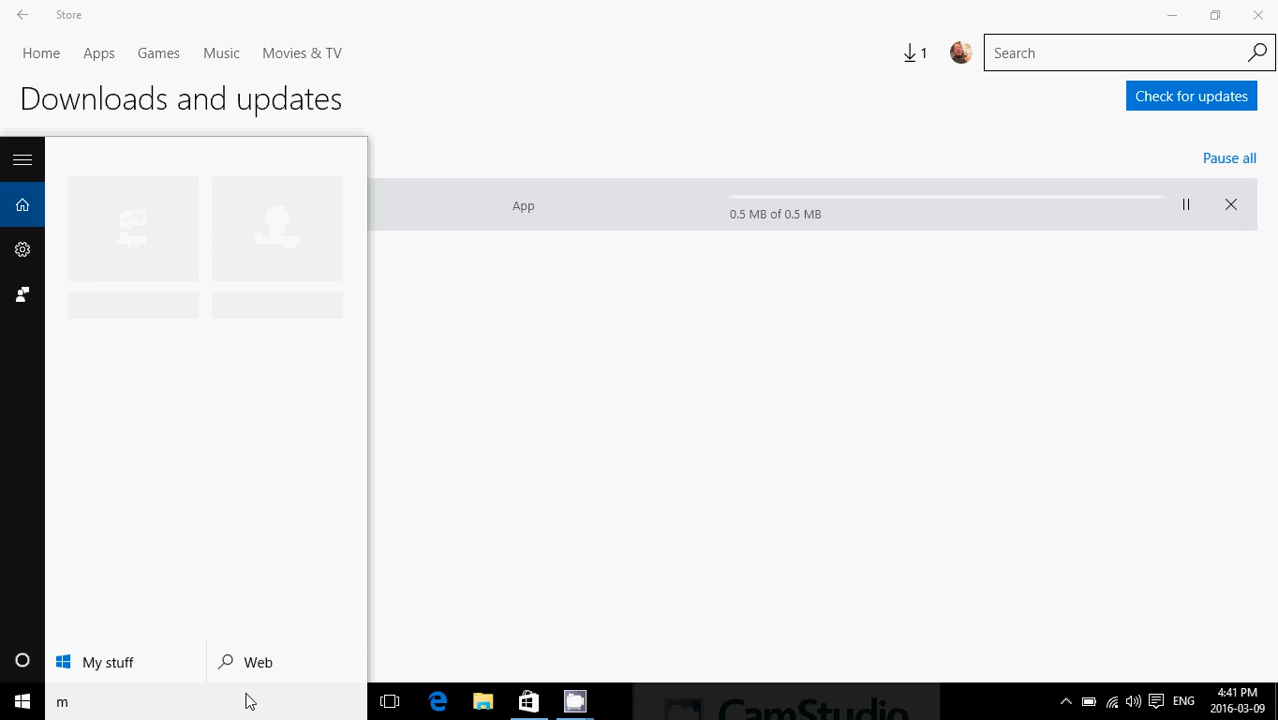 Store
Home Apps Games Music Movies & TV
1
Search
Downloads and updates
Check for updates
Pause all
App
0.5 MB of 0.5 MB
My stuff
Web
m
CamStudio
ENG
4:41 PM
2016-03-09